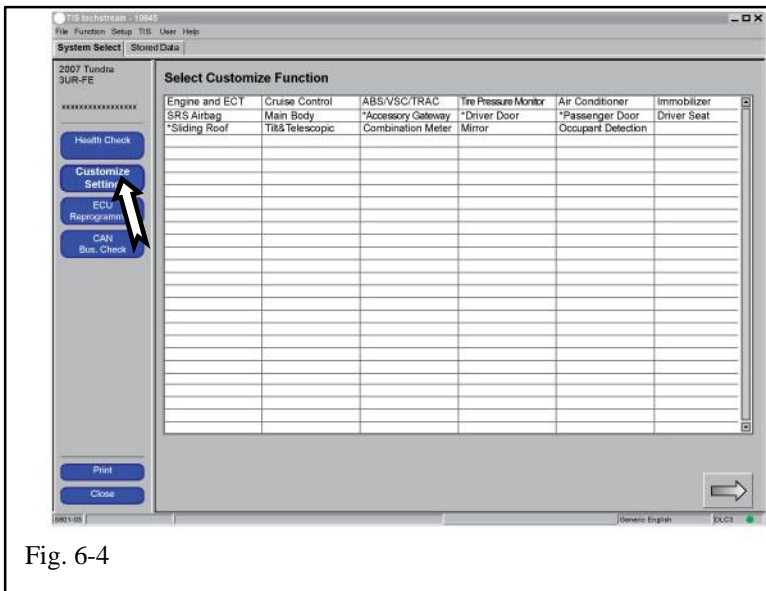 TIS techstream - 10645
File Function Setup TIS User Help
System Select Stored Data
2007 Tundra
3UR-FE
Select Customize Function
Engine and ECT Cruise Control ABS/VSC/TRAC Tire Pressure Monitor Air Conditioner Immobilizer
SRS Airbag Main Body *Accessory Gateway *Driver Door *Passenger Door Driver Seat
*Sliding Roof Tilt&Telescopic Combination Meter Mirror Occupant Detection
Health Check
Customize
ECU
CAN
Bus. Check
Print
Close
Generic English DLC3
Fig. 6-4